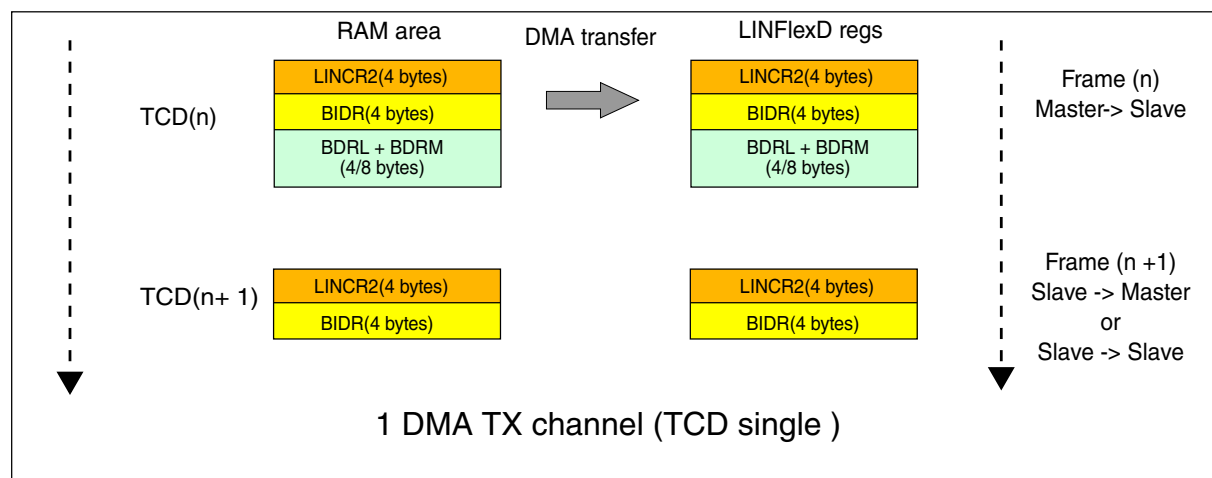 RAM area
DMA transfer
LINFlexD regs
TCD(n)
LINCR2(4 bytes)
BIDR(4 bytes)
BDRL + BDRM
(4/8 bytes)
LINCR2(4 bytes)
BIDR(4 bytes)
BDRL + BDRM
(4/8 bytes)
Frame (n)
Master-> Slave
TCD(n+ 1)
LINCR2(4 bytes)
BIDR(4 bytes)
LINCR2(4 bytes)
BIDR(4 bytes)
Frame (n +1)
Slave -> Master
or
Slave -> Slave
1 DMA TX channel (TCD single )